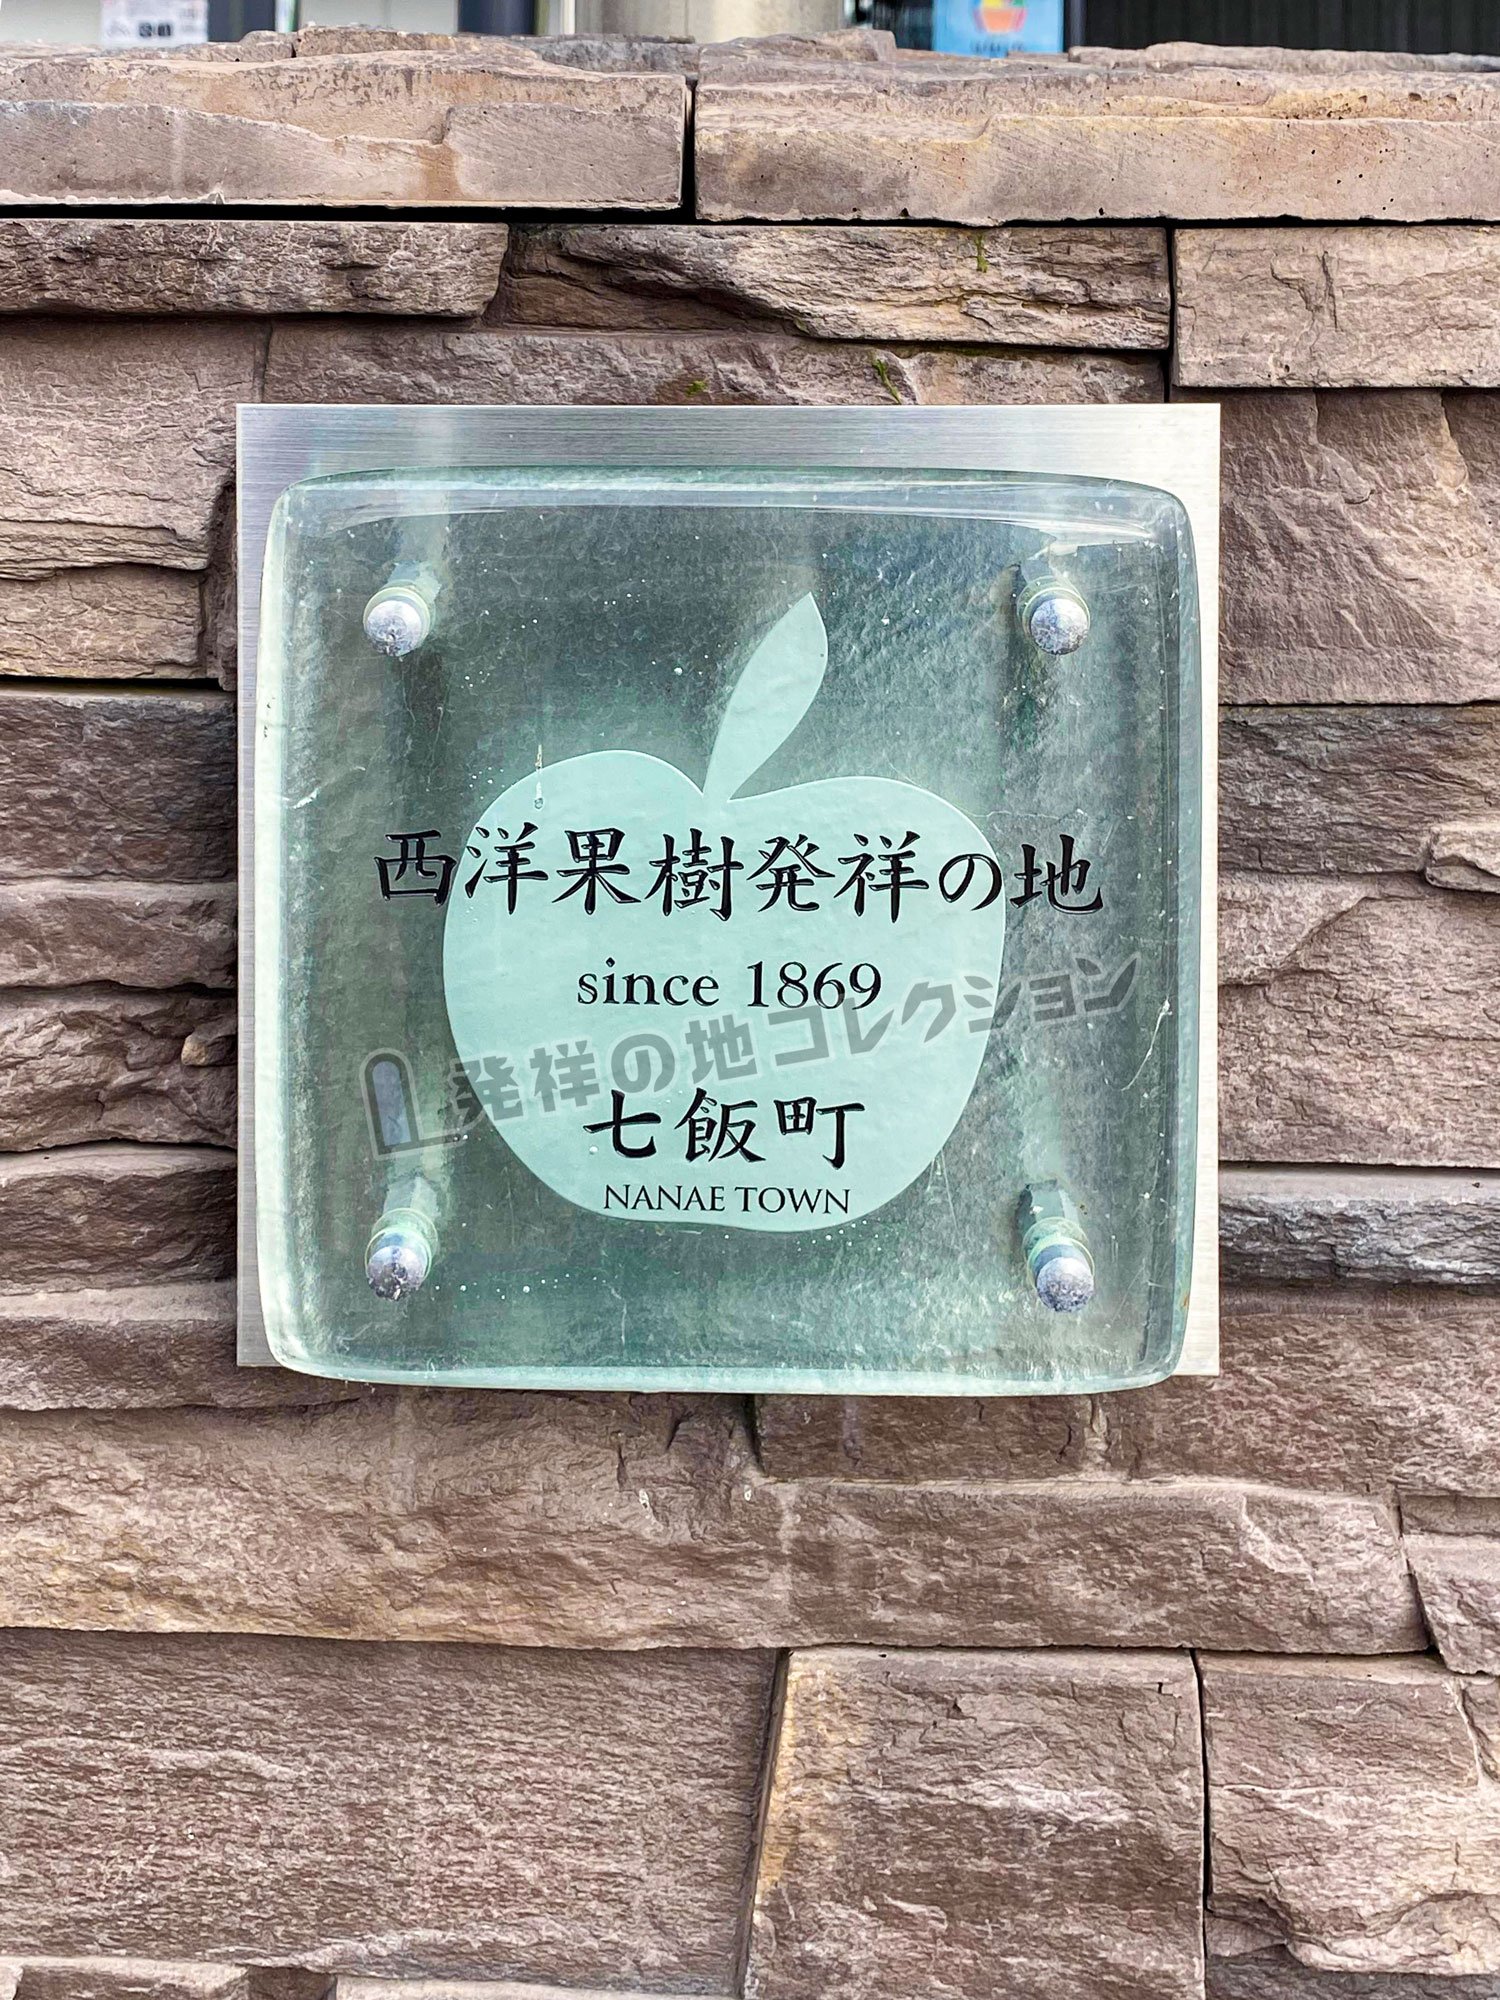 西洋果樹発祥の地
since 1869
発祥の地コレクション
七飯町
NANAE TOWN